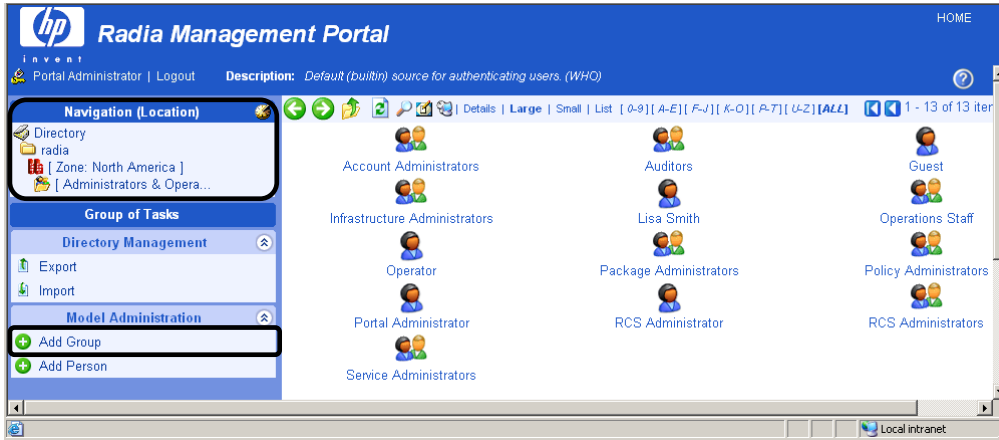 hp
invent
Radia Management Portal
HOME
Portal Administrator | Logout
Description: Default (builtin) source for authenticating users. (WHO)
Navigation (Location)
Directory
radia
[ Zone: North America ]
[ Administrators & Opera...
Group of Tasks
Directory Management
Export
Import
Model Administration
Add Group
Add Person
| Details | Large | Small | List [ 0-9 ] [ A-E ] [ F-J ] [ K-O ] [ P-T ] [ U-Z ] [ALL]
1 - 13 of 13 iter
Account Administrators
Auditors
Guest
Infrastructure Administrators
Lisa Smith
Operations Staff
Operator
Package Administrators
Policy Administrators
Portal Administrator
RCS Administrator
RCS Administrators
Service Administrators
Local intranet